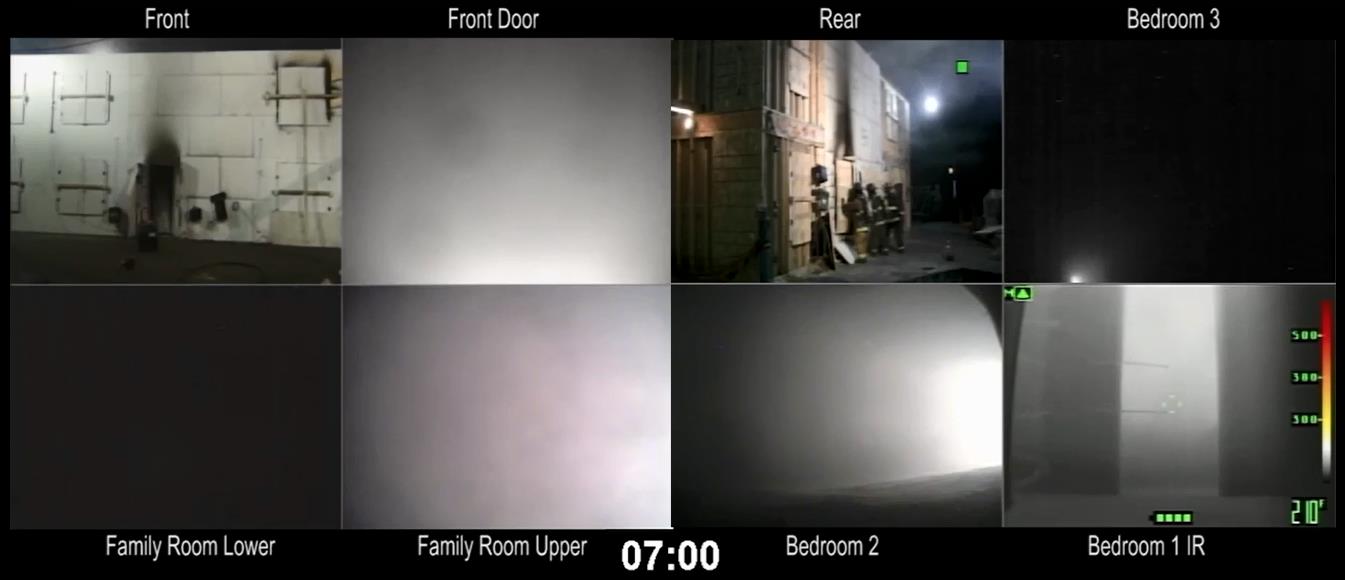 Front
Front Door
Rear
Bedroom 3
M
500
300
210°F
Family Room Lower
Family Room Upper
07:00
Bedroom 2
Bedroom 1 IR